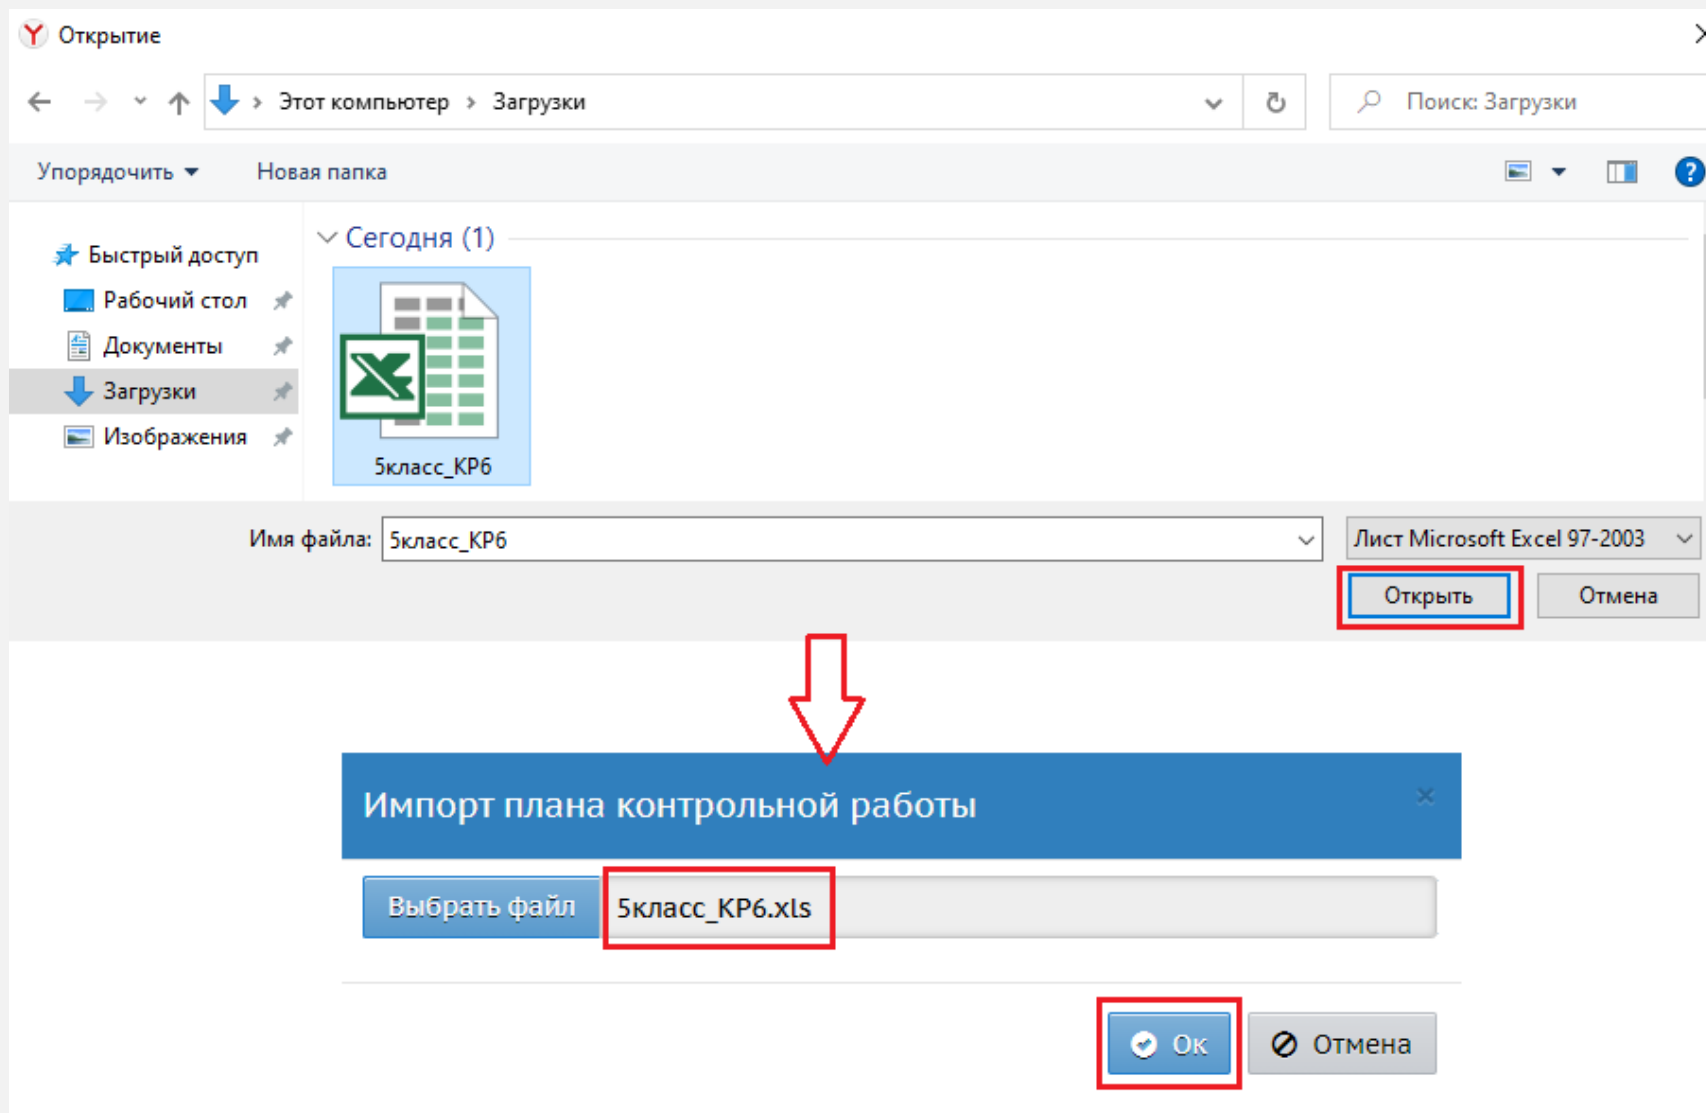 Открытие
Этот компьютер › Загрузки
Поиск: Загрузки
Упорядочить
Новая папка
Быстрый доступ
Рабочий стол
Документы
Загрузки
Изображения
Сегодня (1)
5класс_КР6
Имя файла:
5класс_КР6
Лист Microsoft Excel 97-2003
Открыть
Отмена
Импорт плана контрольной работы
Выбрать файл
5класс_КР6.xls
Ок
Отмена